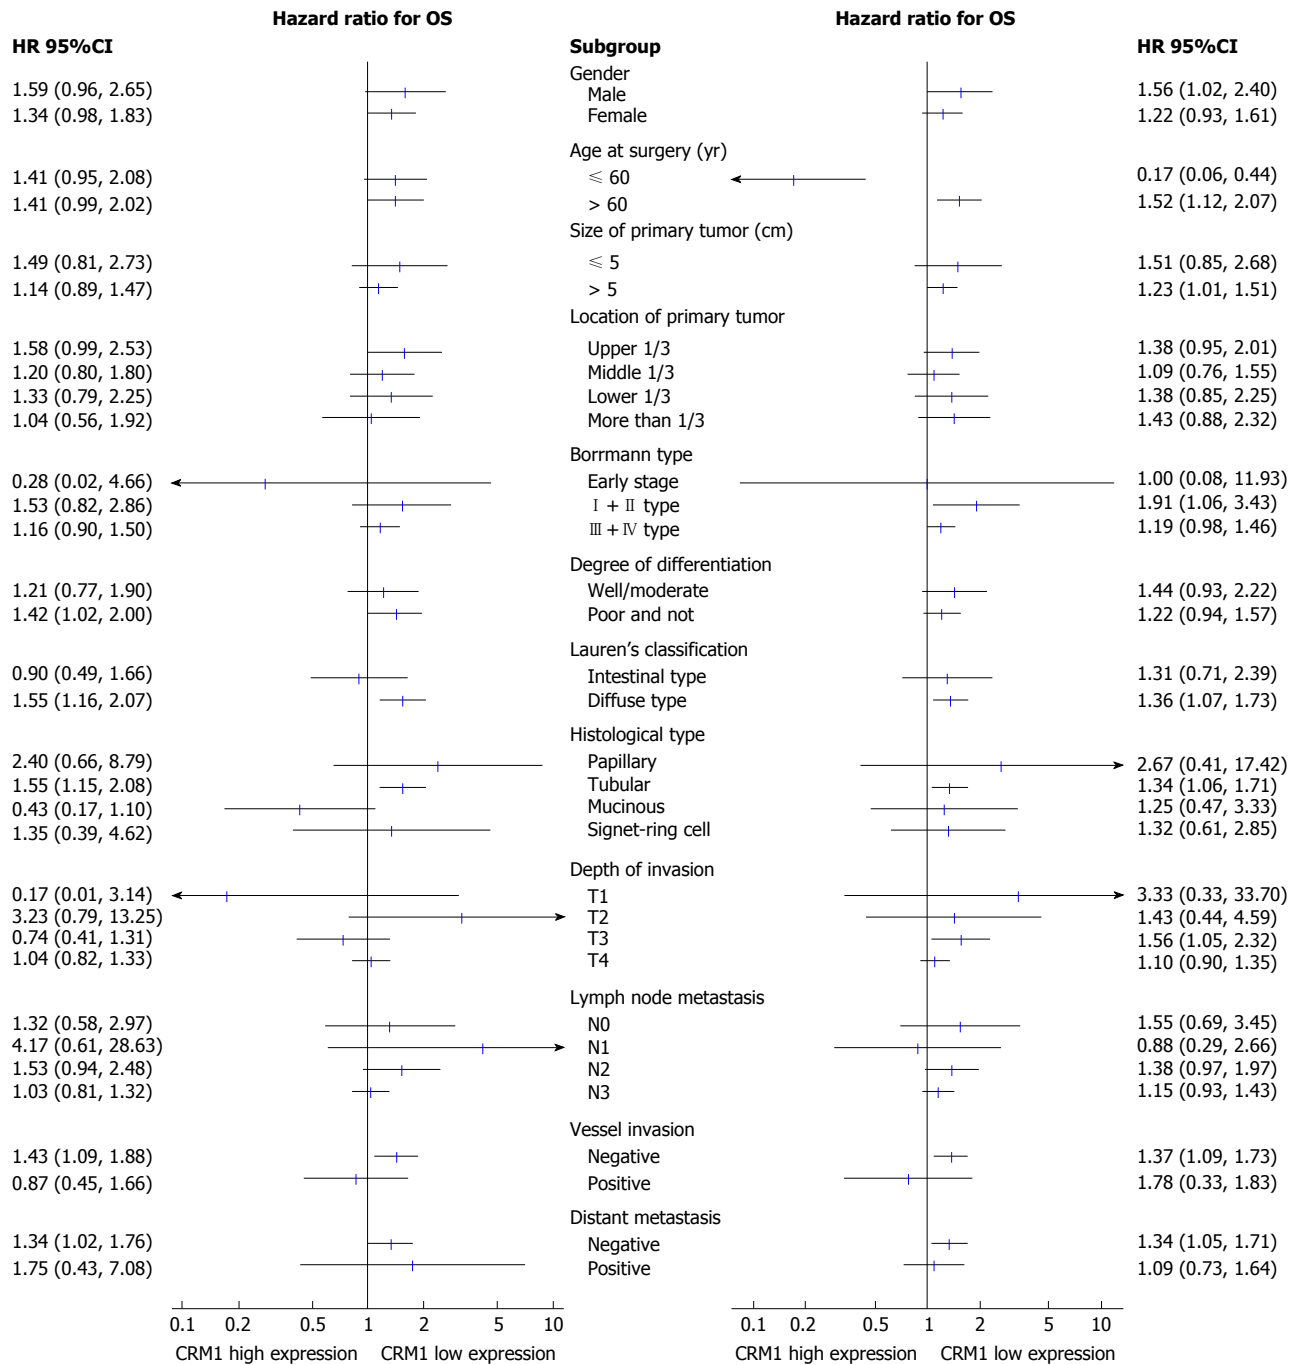 Hazard ratio for OS Hazard ratio for OS
HR 95%CI Subgroup HR 95%CI
Gender
1.59 (0.96, 2.65) Male 1.56 (1.02, 2.40)
1.34 (0.98, 1.83) Female 1.22 (0.93, 1.61)
Age at surgery (yr)
1.41 (0.95, 2.08) ≤ 60 0.17 (0.06, 0.44)
1.41 (0.99, 2.02) > 60 1.52 (1.12, 2.07)
Size of primary tumor (cm)
1.49 (0.81, 2.73) ≤ 5 1.51 (0.85, 2.68)
1.14 (0.89, 1.47) > 5 1.23 (1.01, 1.51)
Location of primary tumor
1.58 (0.99, 2.53) Upper 1/3 1.38 (0.95, 2.01)
1.20 (0.80, 1.80) Middle 1/3 1.09 (0.76, 1.55)
1.33 (0.79, 2.25) Lower 1/3 1.38 (0.85, 2.25)
1.04 (0.56, 1.92) More than 1/3 1.43 (0.88, 2.32)
Borrmann type
0.28 (0.02, 4.66) Early stage 1.00 (0.08, 11.93)
1.53 (0.82, 2.86) Ⅰ + Ⅱ type 1.91 (1.06, 3.43)
1.16 (0.90, 1.50) Ⅲ + Ⅳ type 1.19 (0.98, 1.46)
Degree of differentiation
1.21 (0.77, 1.90) Well/moderate 1.44 (0.93, 2.22)
1.42 (1.02, 2.00) Poor and not 1.22 (0.94, 1.57)
Lauren's classification
0.90 (0.49, 1.66) Intestinal type 1.31 (0.71, 2.39)
1.55 (1.16, 2.07) Diffuse type 1.36 (1.07, 1.73)
Histological type
2.40 (0.66, 8.79) Papillary 2.67 (0.41, 17.42)
1.55 (1.15, 2.08) Tubular 1.34 (1.06, 1.71)
0.43 (0.17, 1.10) Mucinous 1.25 (0.47, 3.33)
1.35 (0.39, 4.62) Signet-ring cell 1.32 (0.61, 2.85)
Depth of invasion
0.17 (0.01, 3.14) T1 3.33 (0.33, 33.70)
3.23 (0.79, 13.25) T2 1.43 (0.44, 4.59)
0.74 (0.41, 1.31) T3 1.56 (1.05, 2.32)
1.04 (0.82, 1.33) T4 1.10 (0.90, 1.35)
Lymph node metastasis
1.32 (0.58, 2.97) N0 1.55 (0.69, 3.45)
4.17 (0.61, 28.63) N1 0.88 (0.29, 2.66)
1.53 (0.94, 2.48) N2 1.38 (0.97, 1.97)
1.03 (0.81, 1.32) N3 1.15 (0.93, 1.43)
Vessel invasion
1.43 (1.09, 1.88) Negative 1.37 (1.09, 1.73)
0.87 (0.45, 1.66) Positive 1.78 (0.33, 1.83)
Distant metastasis
1.34 (1.02, 1.76) Negative 1.34 (1.05, 1.71)
1.75 (0.43, 7.08) Positive 1.09 (0.73, 1.64)
0.1 0.2 0.5 1 2 5 10 0.1 0.2 0.5 1 2 5 10
CRM1 high expression CRM1 low expression CRM1 high expression CRM1 low expression